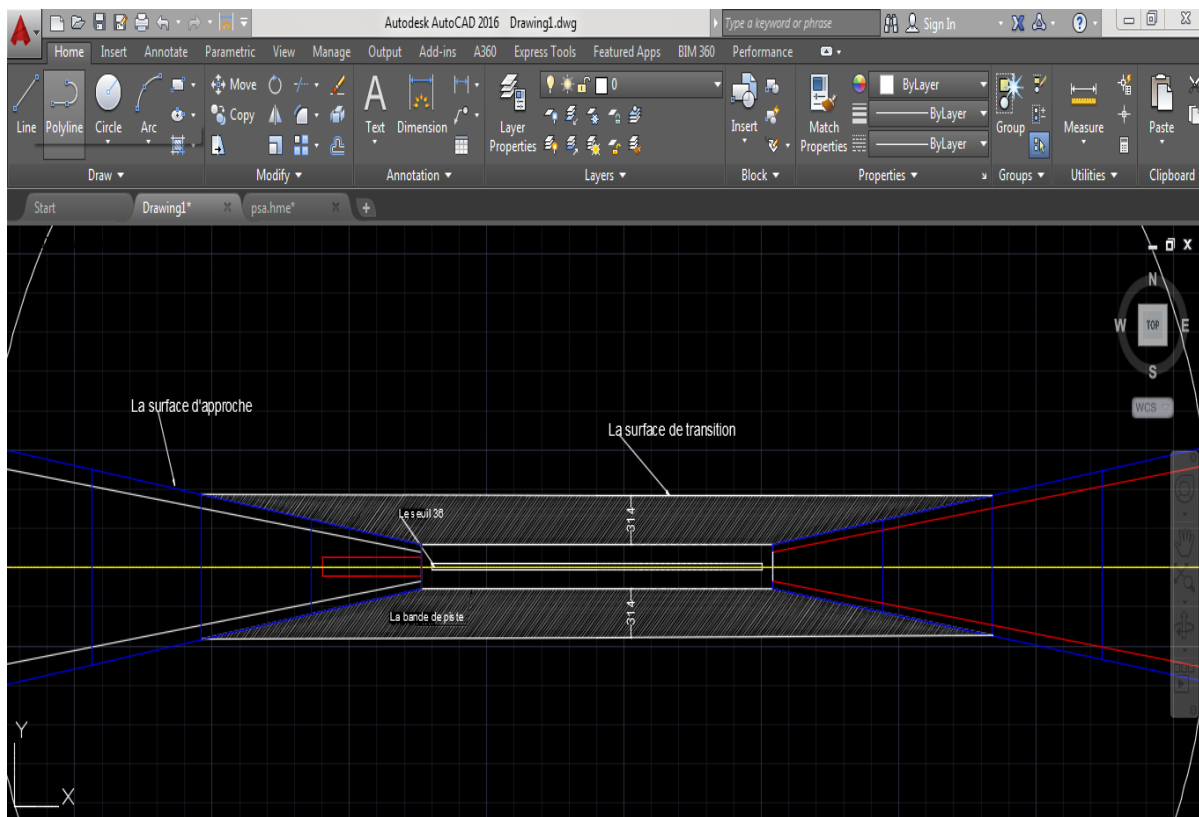 Autodesk AutoCAD 2016 Drawing1.dwg
Type a keyword or phrase
Sign In
Home Insert Annotate Parametric View Manage Output Add-ins A360 Express Tools Featured Apps BIM 360 Performance
Line Polyline Circle Arc
Move
Copy
Text Dimension
Layer Properties
0
Insert
Match Properties
ByLayer
ByLayer
ByLayer
Group
Measure
Paste
Draw Modify Annotation Layers Block Properties Groups Utilities Clipboard
Start Drawing1* psa.hme*
N
W TOP E
S
WCS
La surface d'approche
La surface de transition
Le seuil 36
314
La bande de piste
314
Y
X